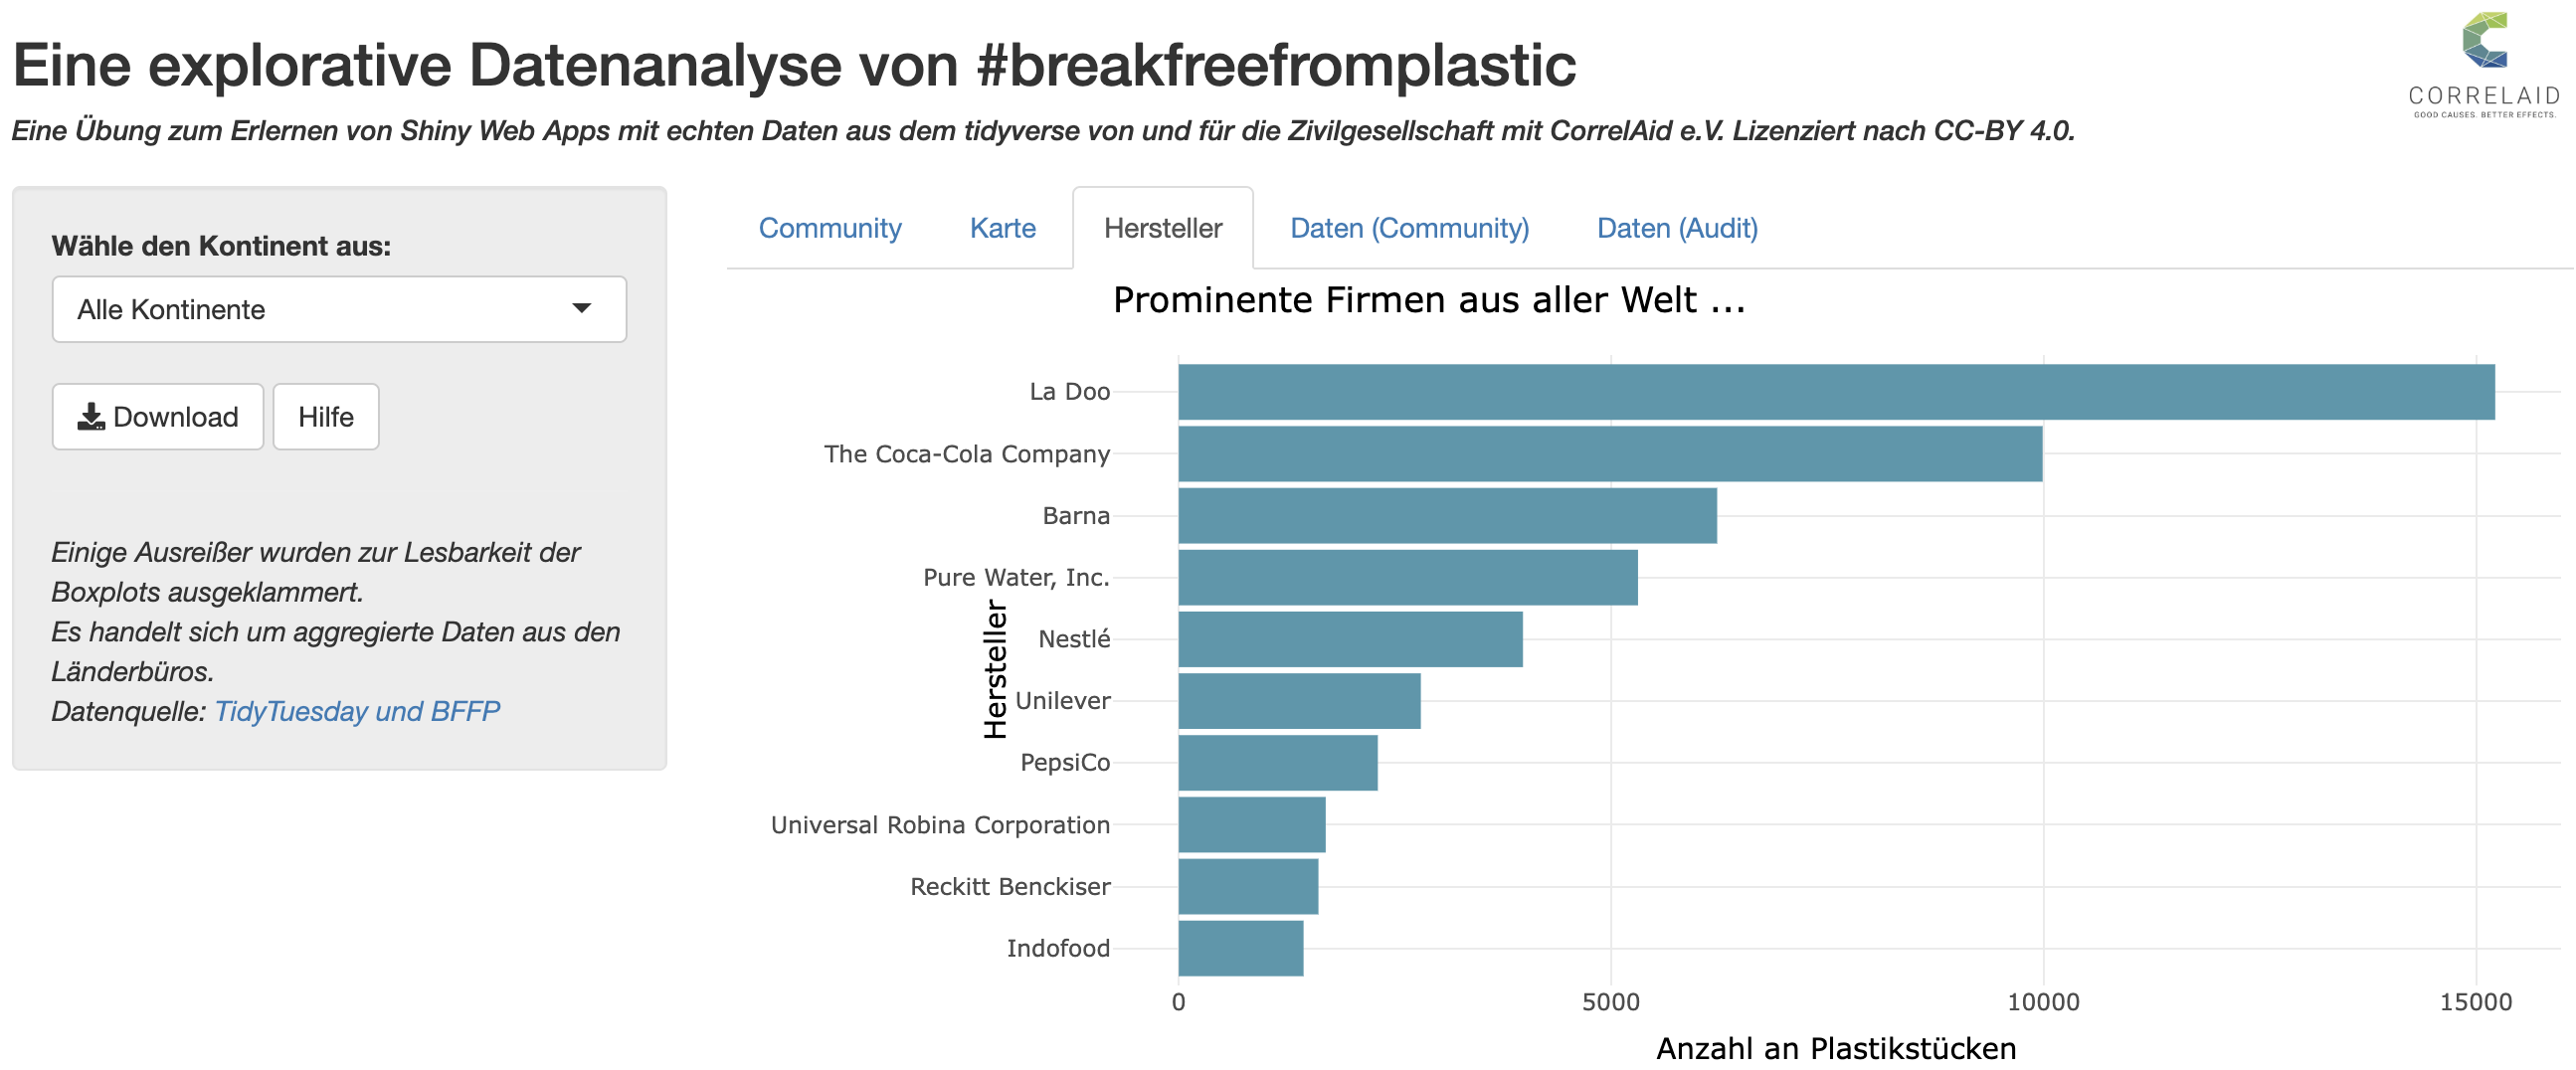 Eine explorative Datenanalyse von #breakfreefromplastic
Eine Übung zum Erlernen von Shiny Web Apps mit echten Daten aus dem tidyverse von und für die Zivilgesellschaft mit CorrelAid e.V. Lizenziert nach CC-BY 4.0.
CORRELAID
GOOD CAUSES. BETTER EFFECTS.
Wähle den Kontinent aus:
Alle Kontinente
Download Hilfe
Einige Ausreißer wurden zur Lesbarkeit der
Boxplots ausgeklammert.
Es handelt sich um aggregierte Daten aus den
Länderbüros.
Datenquelle: TidyTuesday und BFFP
Community Karte Hersteller Daten (Community) Daten (Audit)
Prominente Firmen aus aller Welt ...
Hersteller
La Doo
The Coca-Cola Company
Barna
Pure Water, Inc.
Nestlé
Unilever
PepsiCo
Universal Robina Corporation
Reckitt Benckiser
Indofood
0 5000 10000 15000
Anzahl an Plastikstücken